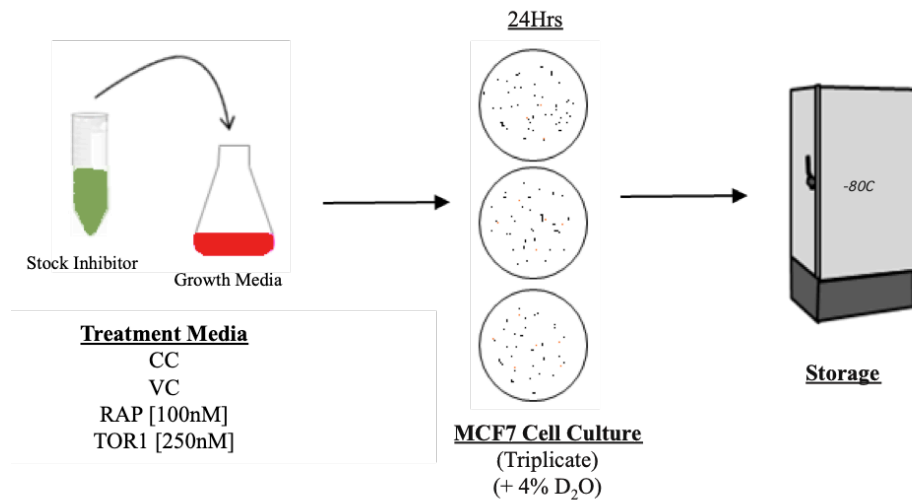 24Hrs
-80C
Stock Inhibitor
Growth Media
Treatment Media
CC
VC
RAP [100nM]
TOR1 [250nM]
MCF7 Cell Culture
(Triplicate)
(+ 4% D₂O)
Storage